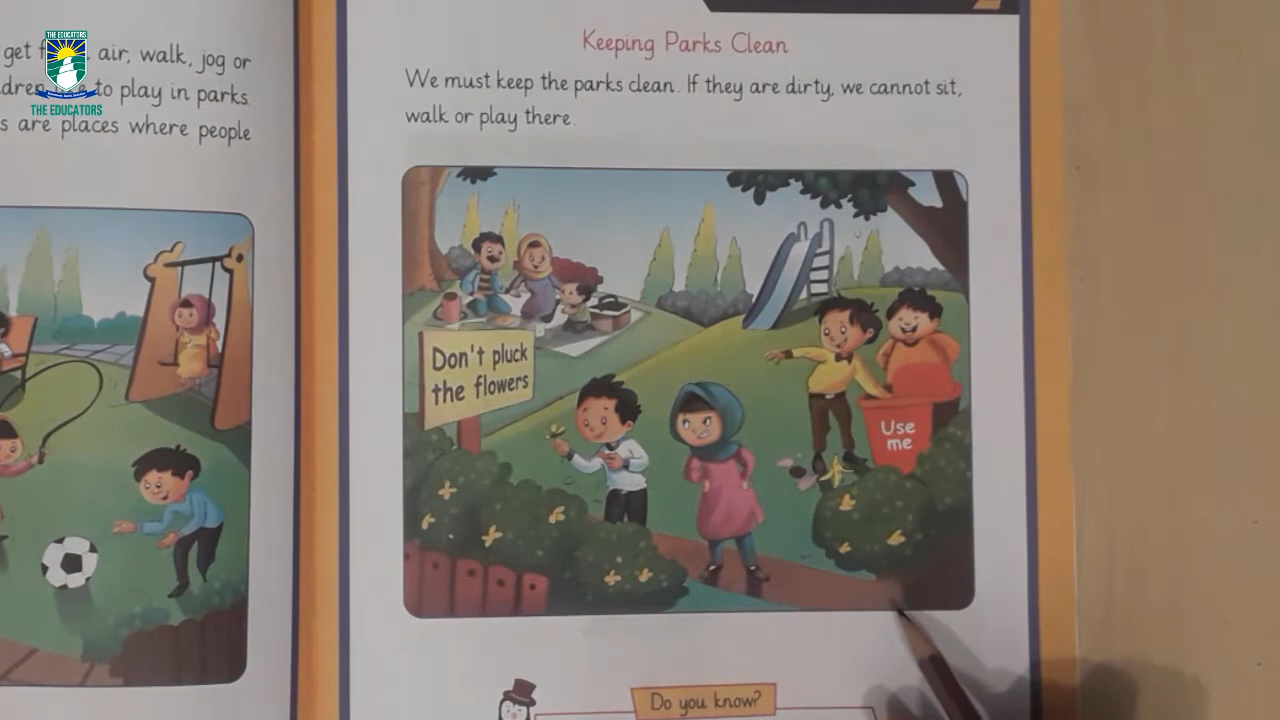 THE EDUCATORS
THE EDUCATORS
get air, walk, jog or
to play in parks.
s are places where people
Keeping Parks Clean
We must keep the parks clean. If they are dirty, we cannot sit,
walk or play there.
Don't pluck
the flowers
Use
me
Do you know?